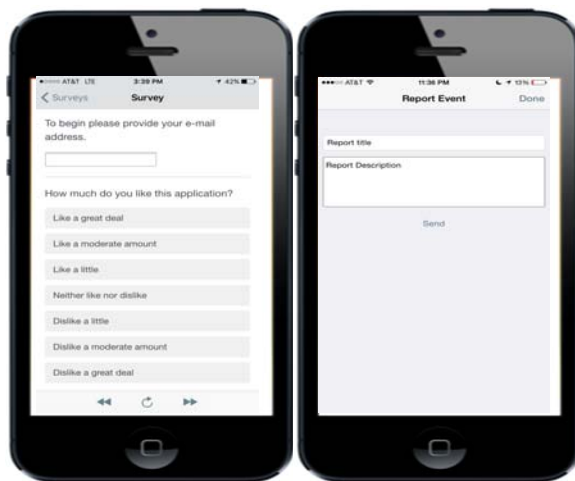 AT&T LTE 3:39 PM 42%
Surveys Survey
To begin please provide your e-mail
address.
How much do you like this application?
Like a great deal
Like a moderate amount
Like a little
Neither like nor dislike
Dislike a little
Dislike a moderate amount
Dislike a great deal
AT&T 11:36 PM 13%
Report Event Done
Report title
Report Description
Send